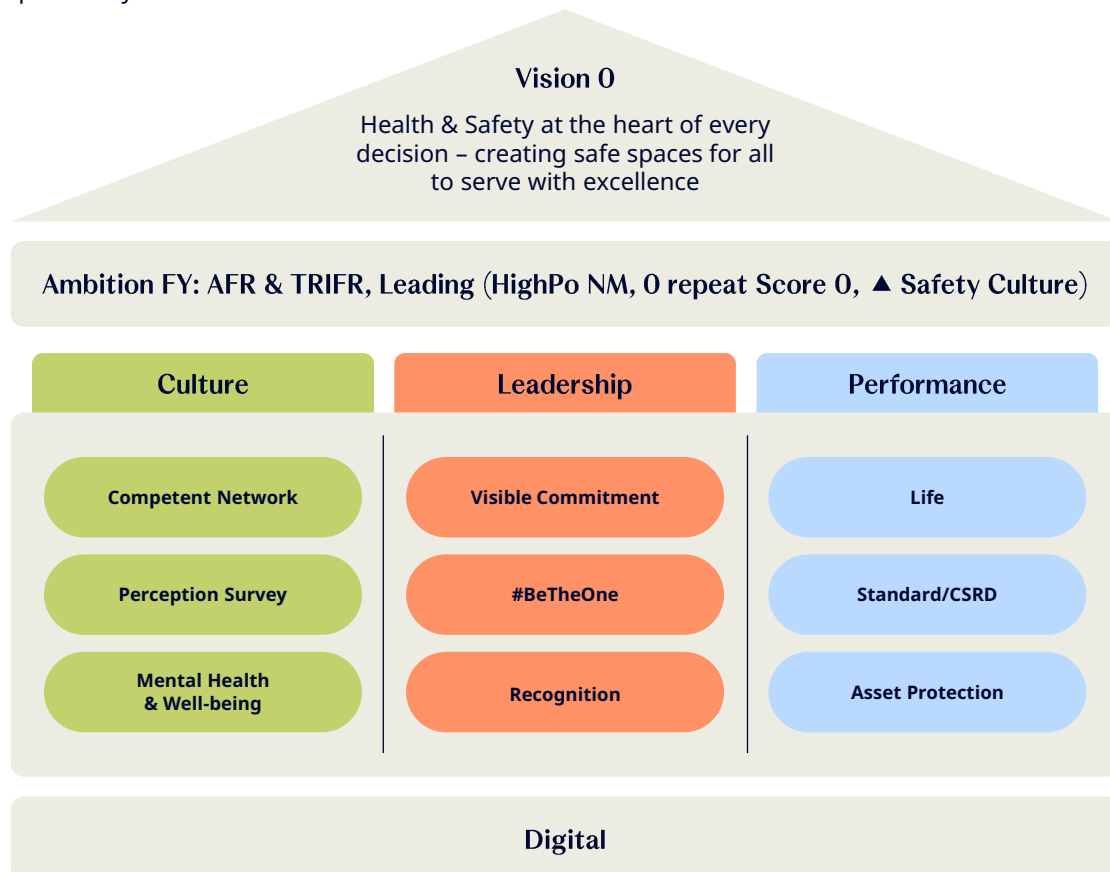 Vision 0
Health & Safety at the heart of every
decision – creating safe spaces for all
to serve with excellence
Ambition FY: AFR & TRIFR, Leading (HighPo NM, 0 repeat Score 0, ▲ Safety Culture)
Culture
Competent Network
Perception Survey
Mental Health
& Well-being
Leadership
Visible Commitment
#BeTheOne
Recognition
Performance
Life
Standard/CSRD
Asset Protection
Digital